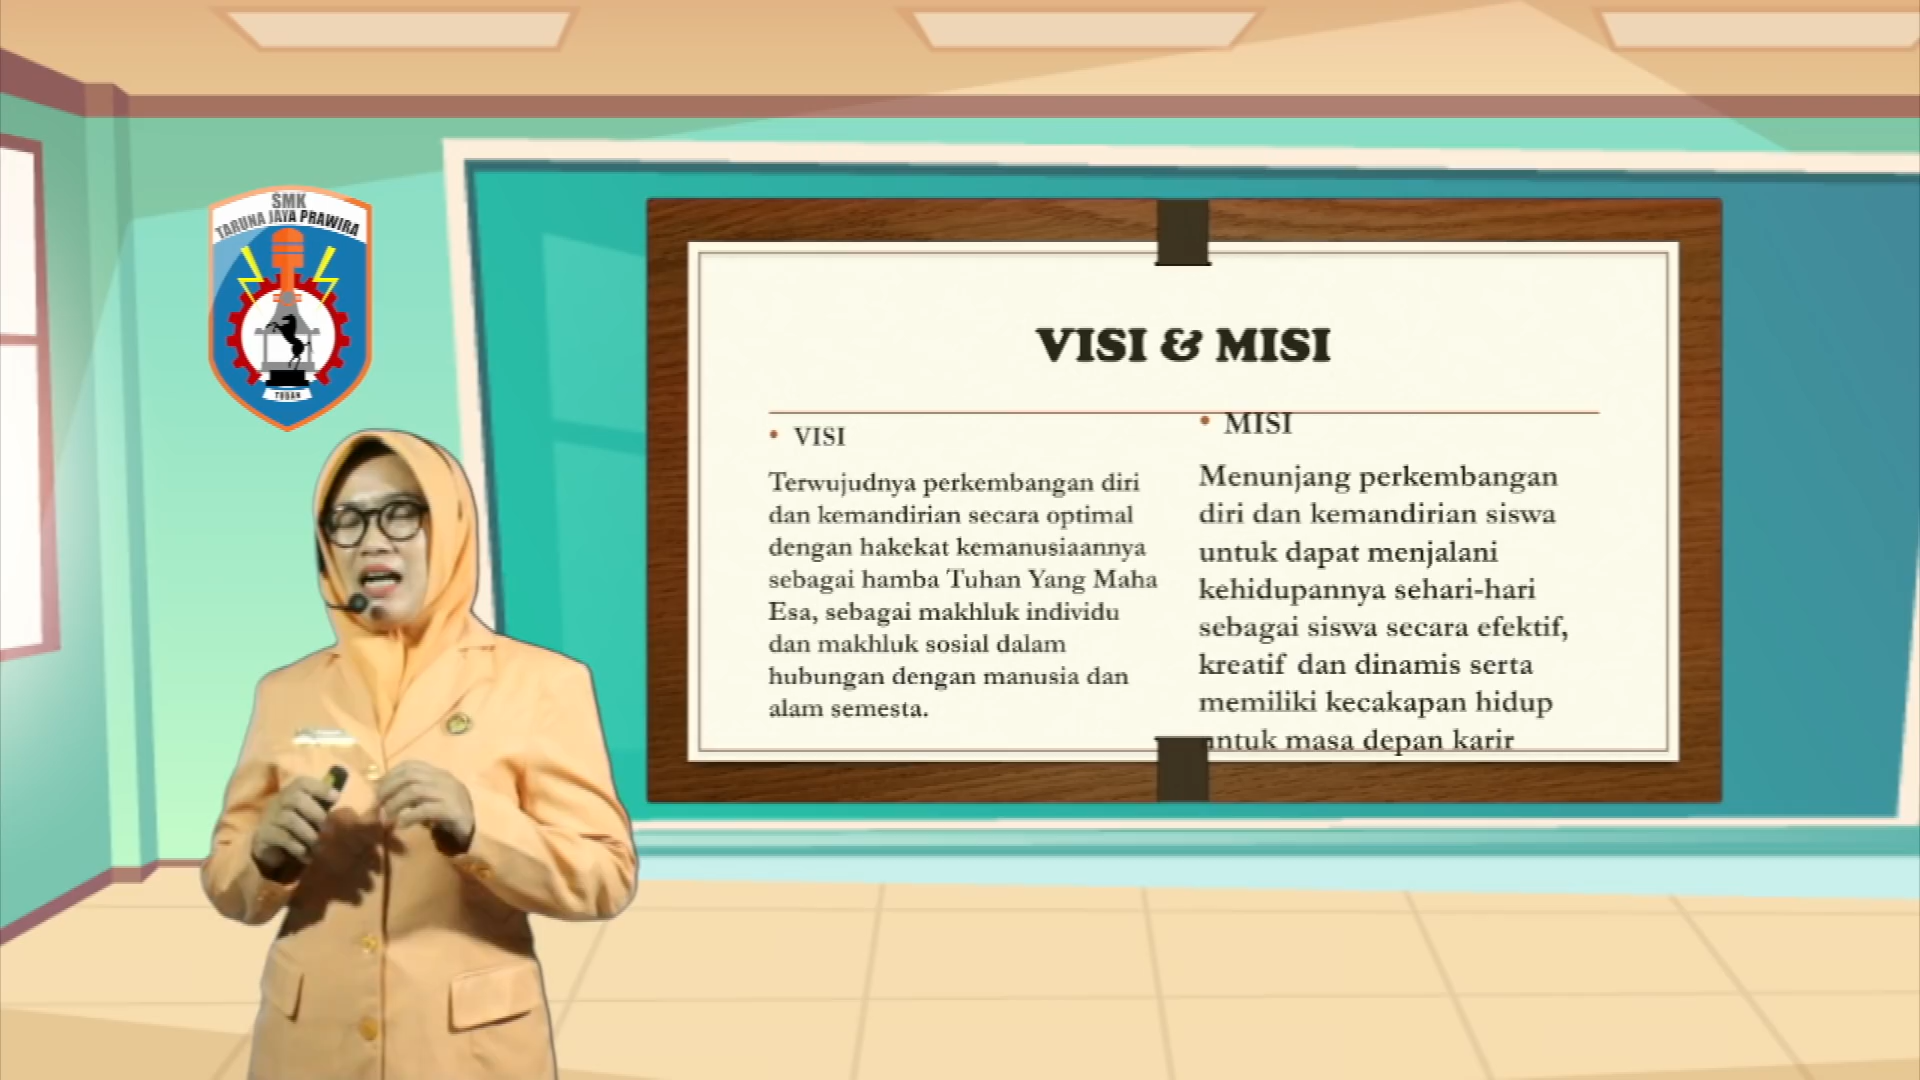 SMK
TARUNA JAYA PRAWIRA
TUBAN
VISI & MISI
• VISI
Terwujudnya perkembangan diri
dan kemandirian secara optimal
dengan hakekat kemanusiaannya
sebagai hamba Tuhan Yang Maha
Esa, sebagai makhluk individu
dan makhluk sosial dalam
hubungan dengan manusia dan
alam semesta.
• MISI
Menunjang perkembangan
diri dan kemandirian siswa
untuk dapat menjalani
kehidupannya sehari-hari
sebagai siswa secara efektif,
kreatif dan dinamis serta
memiliki kecakapan hidup
untuk masa depan karir